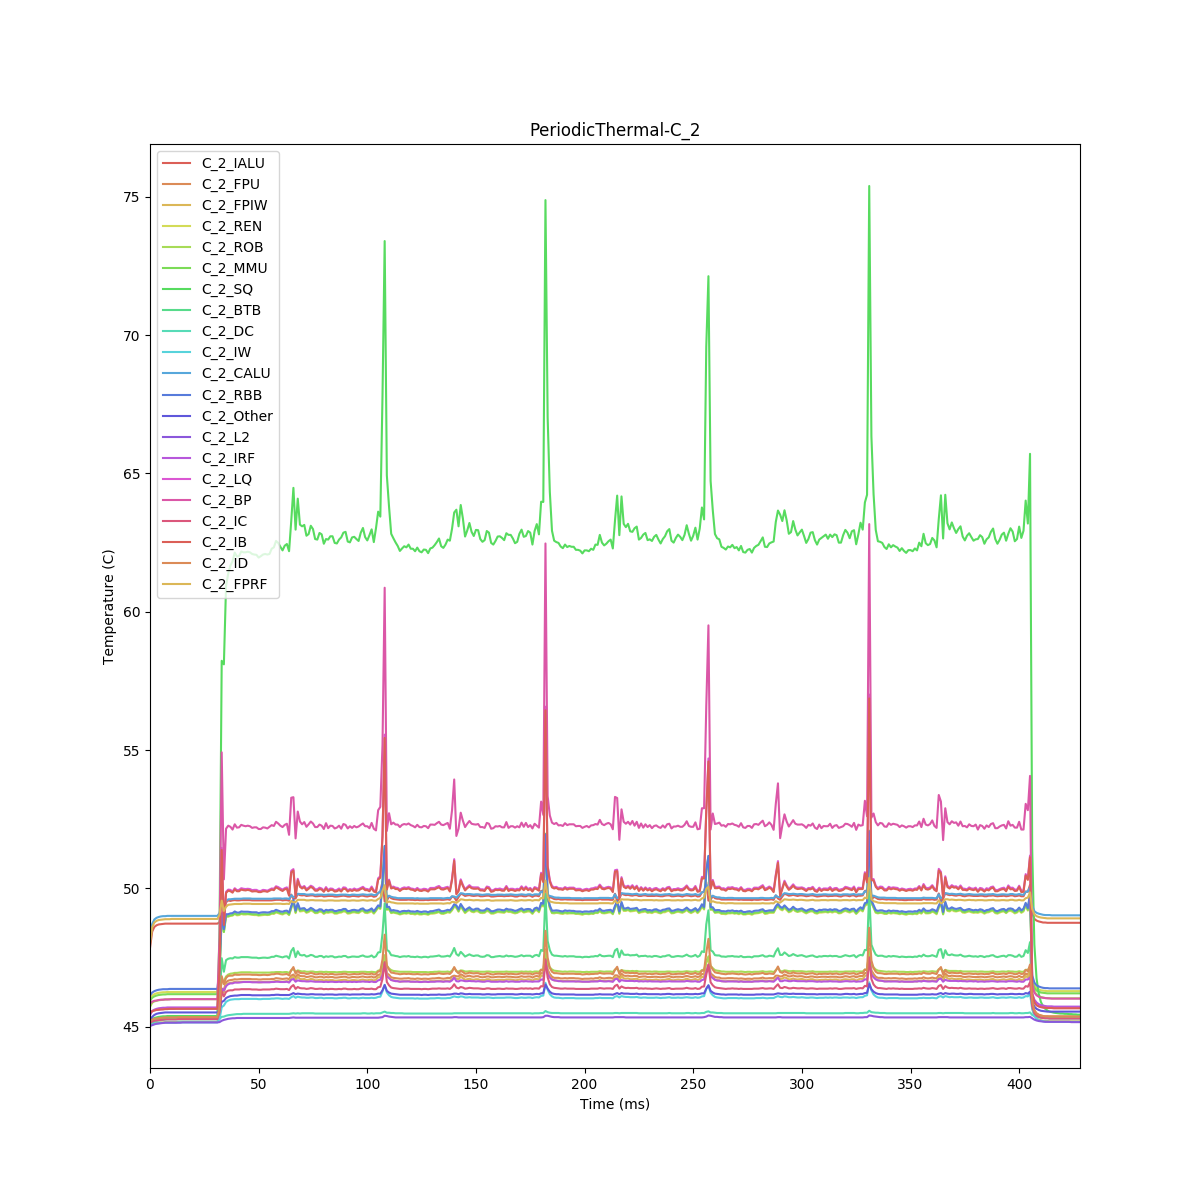 PeriodicThermal-C_2
C_2_IALU
C_2_FPU
C_2_FPIW
C_2_REN
C_2_ROB
C_2_MMU
C_2_SQ
C_2_BTB
C_2_DC
C_2_IW
C_2_CALU
C_2_RBB
C_2_Other
C_2_L2
C_2_IRF
C_2_LQ
C_2_BP
C_2_IC
C_2_IB
C_2_ID
C_2_FPRF
75
70
65
60
55
50
45
Temperature (C)
0 50 100 150 200 250 300 350 400
Time (ms)